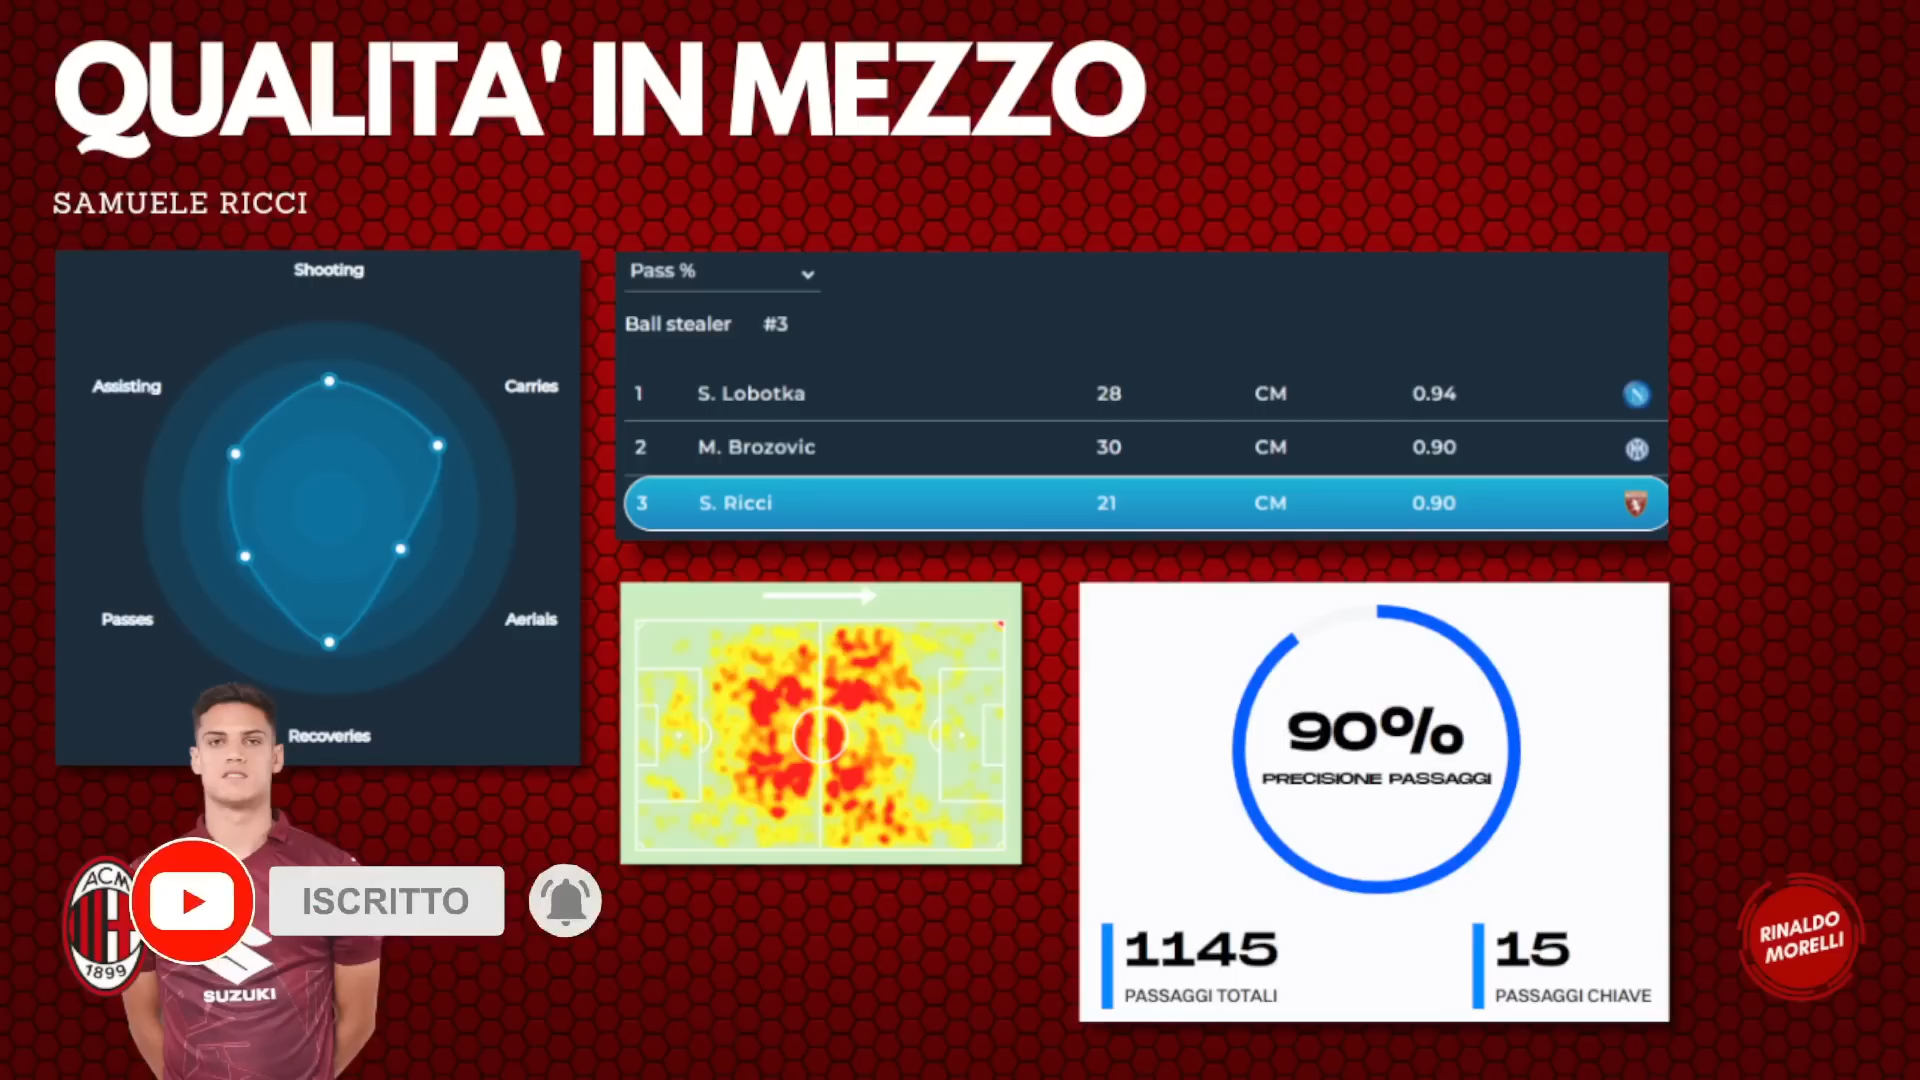 QUALITA' IN MEZZO
SAMUELE RICCI
Shooting
Assisting
Carries
Passes
Aerials
Recoveries
Pass %
Ball stealer #3
1 S. Lobotka 28 CM 0.94
2 M. Brozovic 30 CM 0.90
3 S. Ricci 21 CM 0.90
90%
PRECISIONE PASSAGGI
1145
PASSAGGI TOTALI
15
PASSAGGI CHIAVE
ACM
1899
ISCRITTO
SUZUKI
RINALDO
MORELLI